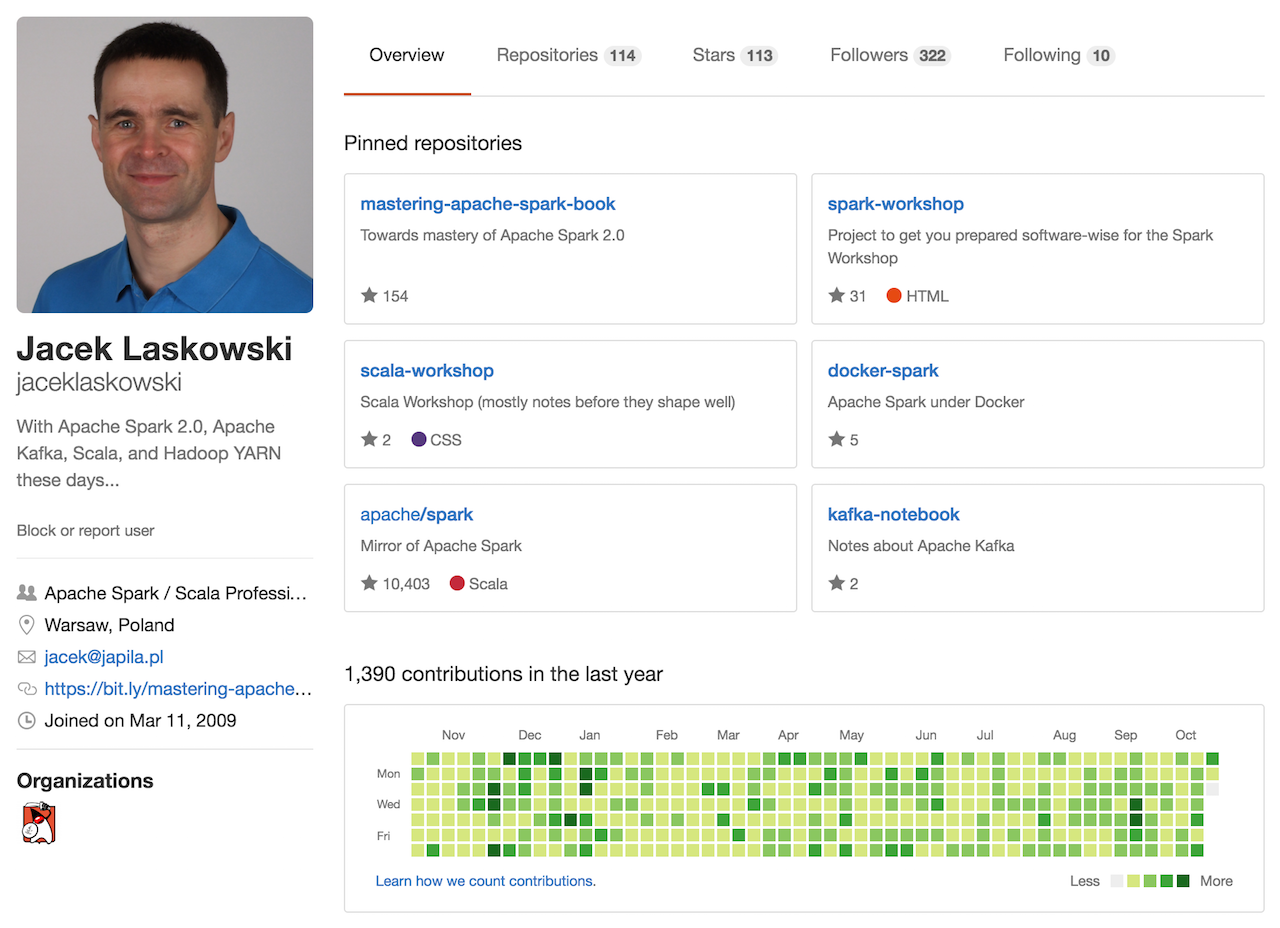 Overview
Repositories 114
Stars 113
Followers 322
Following 10
Jacek Laskowski
jaceklaskowski
With Apache Spark 2.0, Apache
Kafka, Scala, and Hadoop YARN
these days...
Block or report user
Apache Spark / Scala Professi...
Warsaw, Poland
jacek@japila.pl
https://bit.ly/mastering-apache...
Joined on Mar 11, 2009
Organizations
Pinned repositories
mastering-apache-spark-book
Towards mastery of Apache Spark 2.0
154
spark-workshop
Project to get you prepared software-wise for the Spark
Workshop
31 HTML
scala-workshop
Scala Workshop (mostly notes before they shape well)
2 CSS
docker-spark
Apache Spark under Docker
5
apache/spark
Mirror of Apache Spark
10,403 Scala
kafka-notebook
Notes about Apache Kafka
2
1,390 contributions in the last year
Nov Dec Jan Feb Mar Apr May Jun Jul Aug Sep Oct
Mon
Wed
Fri
Learn how we count contributions.
Less More